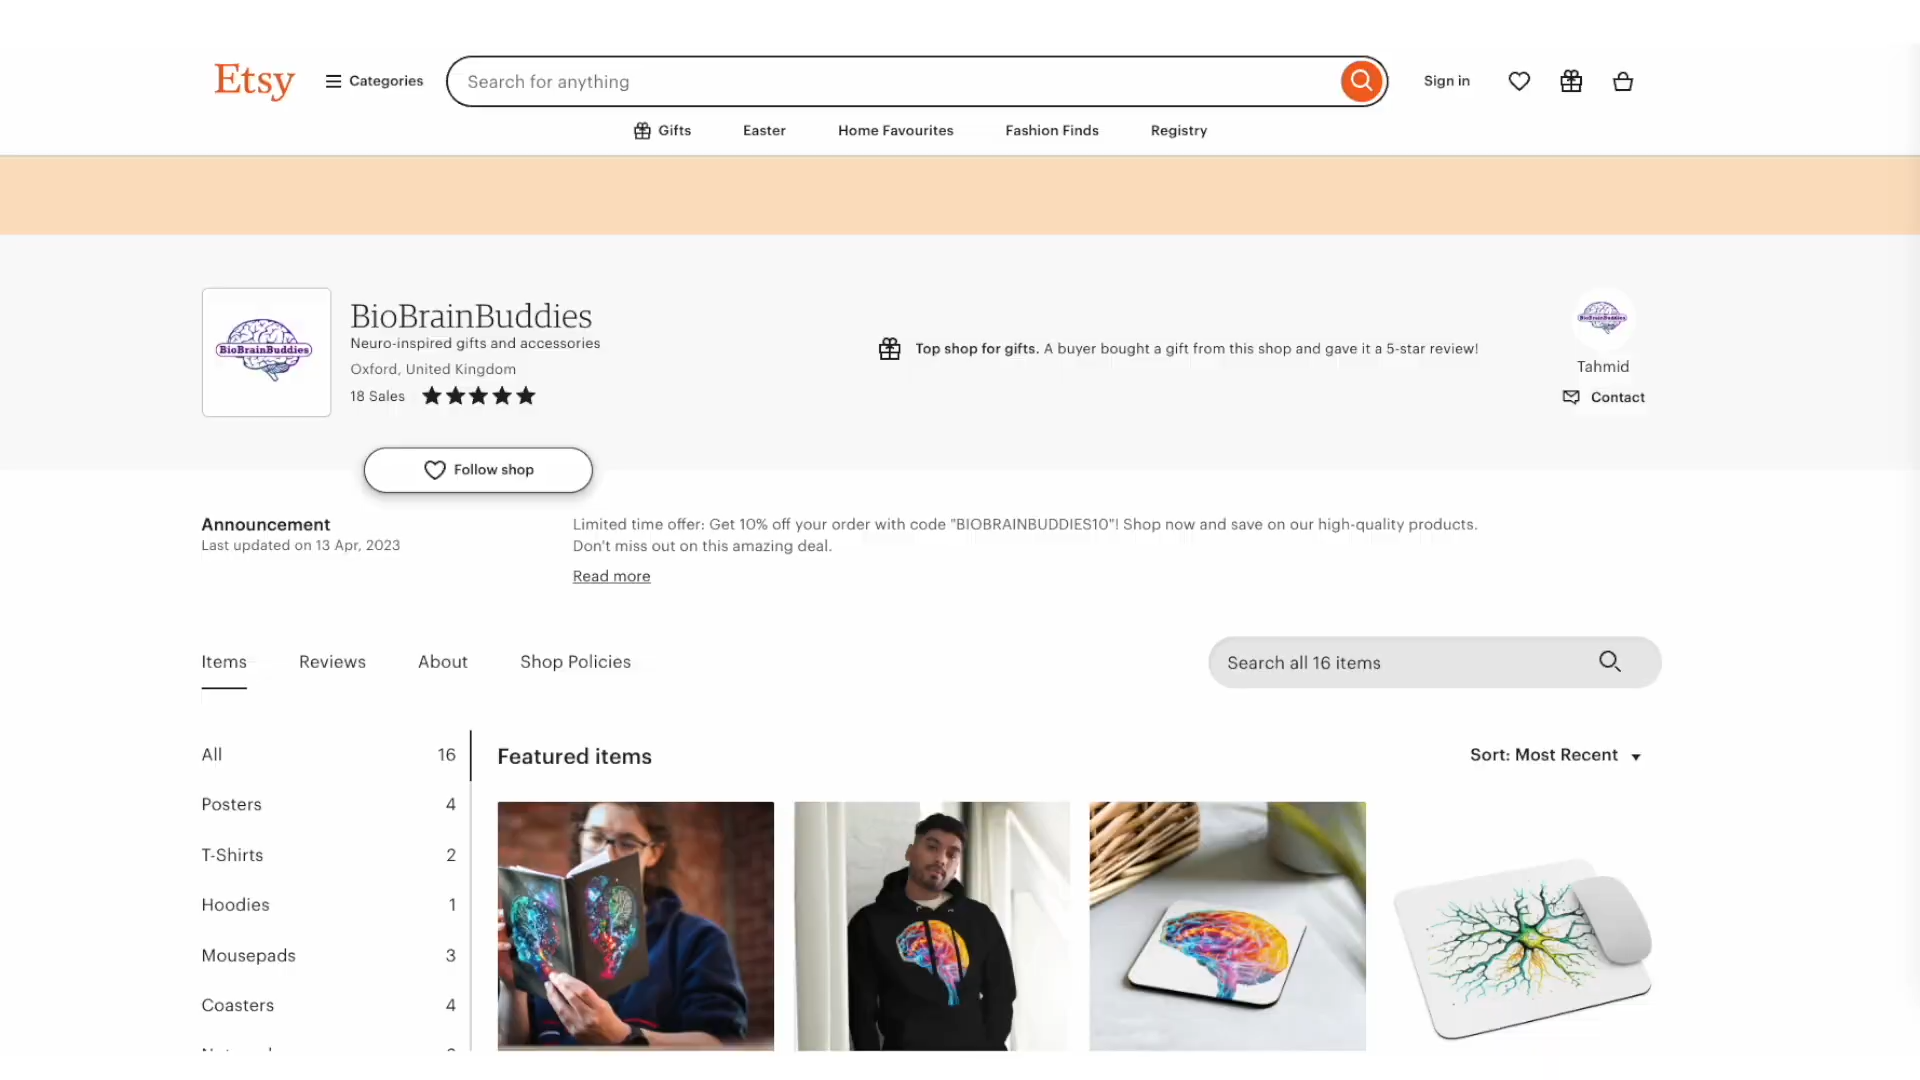 Etsy
Categories
Search for anything
Sign in
Gifts
Easter
Home Favourites
Fashion Finds
Registry
BioBrainBuddies
BioBrainBuddies
Neuro-inspired gifts and accessories
Oxford, United Kingdom
18 Sales
Top shop for gifts. A buyer bought a gift from this shop and gave it a 5-star review!
BioBrainBuddies
Tahmid
Contact
Follow shop
Announcement
Last updated on 13 Apr, 2023
Limited time offer: Get 10% off your order with code "BIOBRAINBUDDIES10"! Shop now and save on our high-quality products.
Don't miss out on this amazing deal.
Read more
Items
Reviews
About
Shop Policies
Search all 16 items
All 16
Posters 4
T-Shirts 2
Hoodies 1
Mousepads 3
Coasters 4
Featured items
Sort: Most Recent